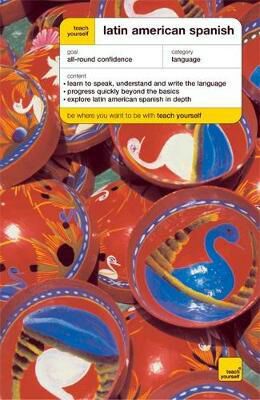 teach
yourself
latin american spanish
goal
all-round confidence
category
language
content
• learn to speak, understand and write the language
• progress quickly beyond the basics
• explore latin american spanish in depth
be where you want to be with teach yourself
teach
yourself